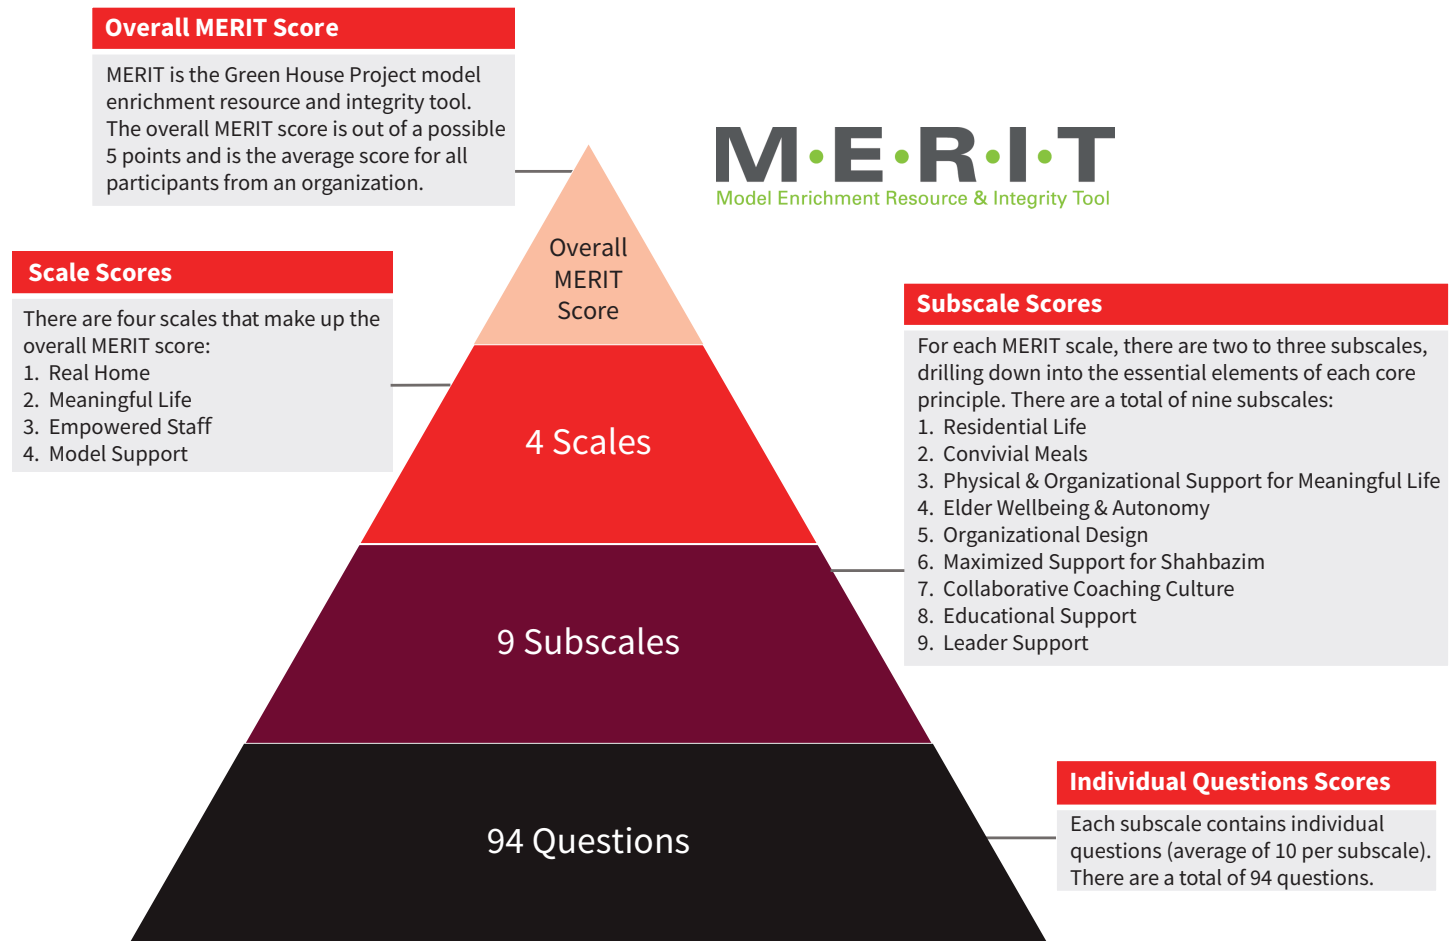 Overall MERIT Score
MERIT is the Green House Project model
enrichment resource and integrity tool.
The overall MERIT score is out of a possible
5 points and is the average score for all
participants from an organization.
M·E·R·I·T
Model Enrichment Resource & Integrity Tool
Overall
MERIT
Score
Scale Scores
There are four scales that make up the
overall MERIT score:
1. Real Home
2. Meaningful Life
3. Empowered Staff
4. Model Support
4 Scales
Subscale Scores
For each MERIT scale, there are two to three subscales,
drilling down into the essential elements of each core
principle. There are a total of nine subscales:
1. Residential Life
2. Convivial Meals
3. Physical & Organizational Support for Meaningful Life
4. Elder Wellbeing & Autonomy
5. Organizational Design
6. Maximized Support for Shahbazim
7. Collaborative Coaching Culture
8. Educational Support
9. Leader Support
9 Subscales
94 Questions
Individual Questions Scores
Each subscale contains individual
questions (average of 10 per subscale).
There are a total of 94 questions.